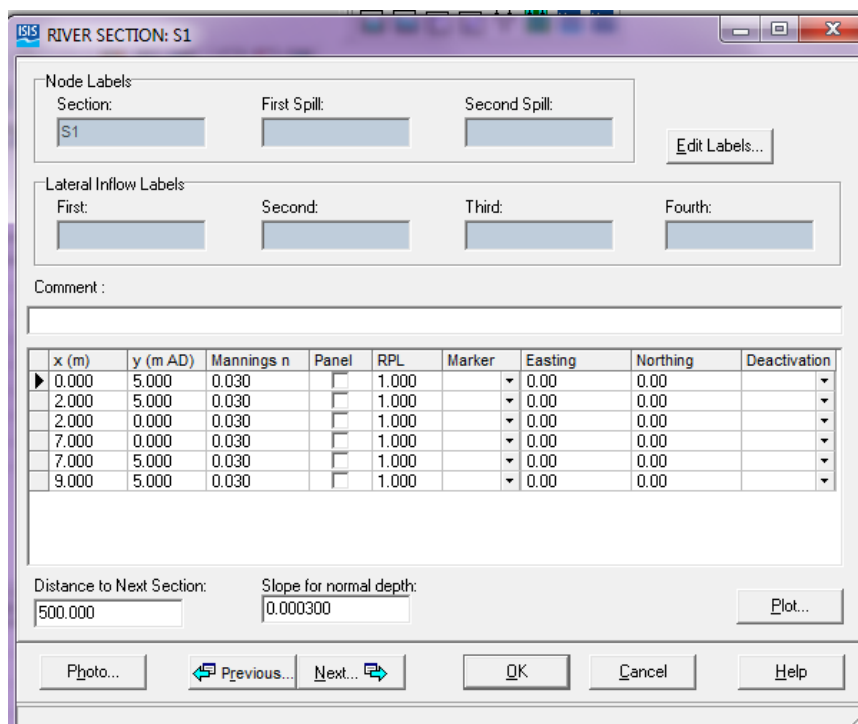 ISIS RIVER SECTION: S1
Node Labels
Section: First Spill: Second Spill:
S1
Edit Labels...
Lateral Inflow Labels
First: Second: Third: Fourth:
Comment :
x (m) y (m AD) Mannings n Panel RPL Marker Easting Northing Deactivation
0.000 5.000 0.030 1.000 0.00 0.00
2.000 5.000 0.030 1.000 0.00 0.00
2.000 0.000 0.030 1.000 0.00 0.00
7.000 0.000 0.030 1.000 0.00 0.00
7.000 5.000 0.030 1.000 0.00 0.00
9.000 5.000 0.030 1.000 0.00 0.00
Distance to Next Section: Slope for normal depth:
500.000 0.000300 Plot...
Photo... Previous... Next... OK Cancel Help